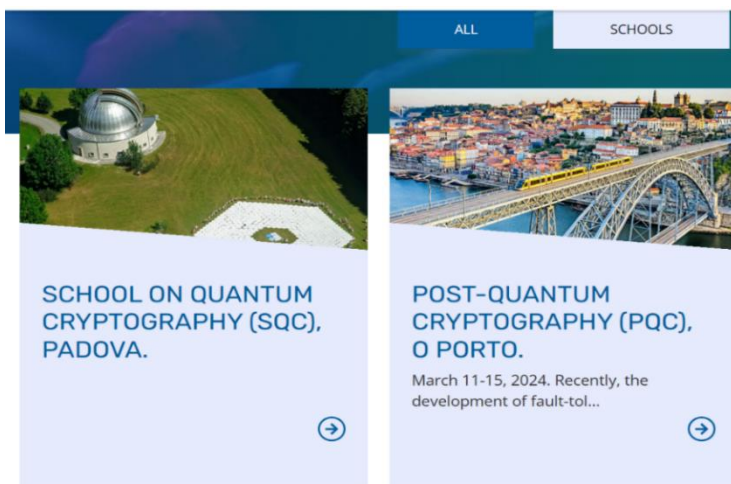 ALL
SCHOOLS
SCHOOL ON QUANTUM
CRYPTOGRAPHY (SQC),
PADOVA.
POST-QUANTUM
CRYPTOGRAPHY (PQC),
O PORTO.
March 11-15, 2024. Recently, the
development of fault-tol...